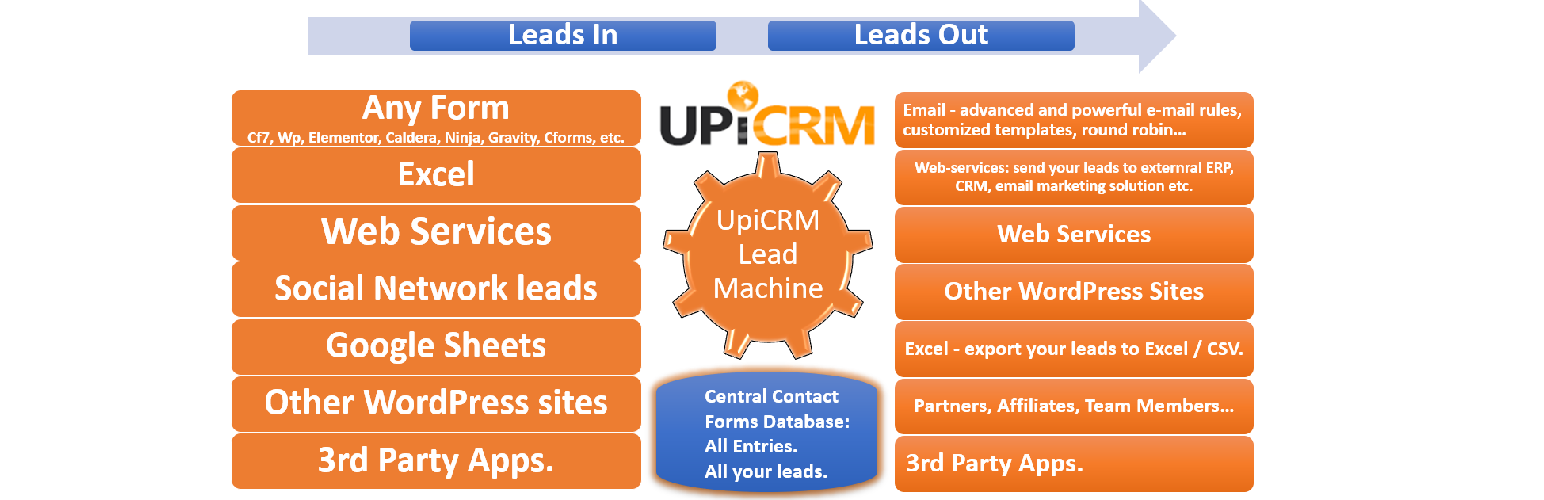 Leads In
Leads Out
Any Form
Cf7, Wp, Elementor, Caldera, Ninja, Gravity, Cforms, etc.
Excel
Web Services
Social Network leads
Google Sheets
Other WordPress sites
3rd Party Apps.
UPiCRM
UpiCRM
Lead
Machine
Central Contact
Forms Database:
All Entries.
All your leads.
Email - advanced and powerful e-mail rules,
customized templates, round robin...
Web-services: send your leads to externral ERP,
CRM, email marketing solution etc.
Web Services
Other WordPress Sites
Excel - export your leads to Excel / CSV.
Partners, Affiliates, Team Members...
3rd Party Apps.